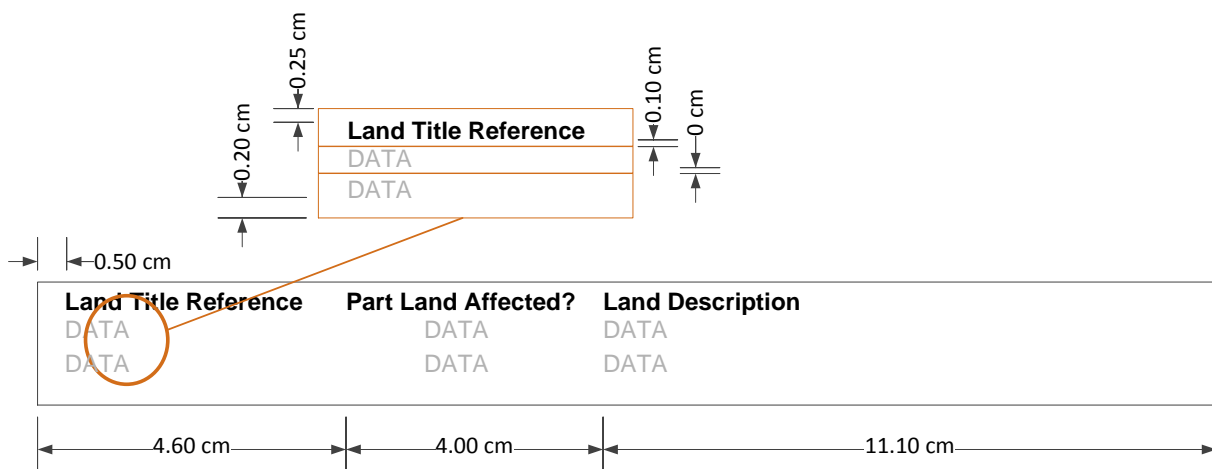 0.25 cm
0.10 cm
0 cm
0.20 cm
Land Title Reference
DATA
DATA
0.50 cm
Land Title Reference Part Land Affected? Land Description
DATA DATA DATA
DATA DATA DATA
4.60 cm 4.00 cm 11.10 cm